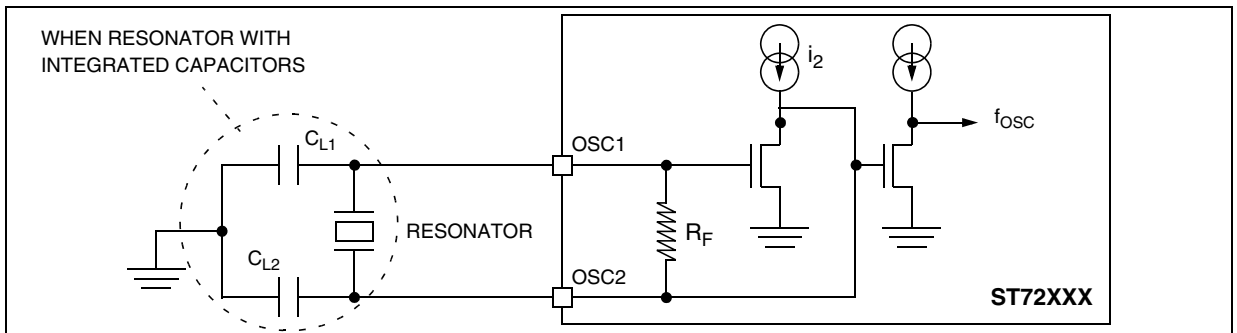 WHEN RESONATOR WITH
INTEGRATED CAPACITORS
i2
fOSC
CL1
OSC1
RESONATOR
RF
CL2
OSC2
ST72XXX